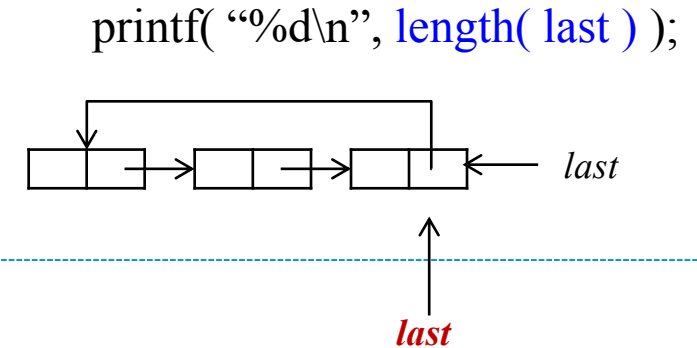 printf( “%d\n”, length( last ) );
last
last